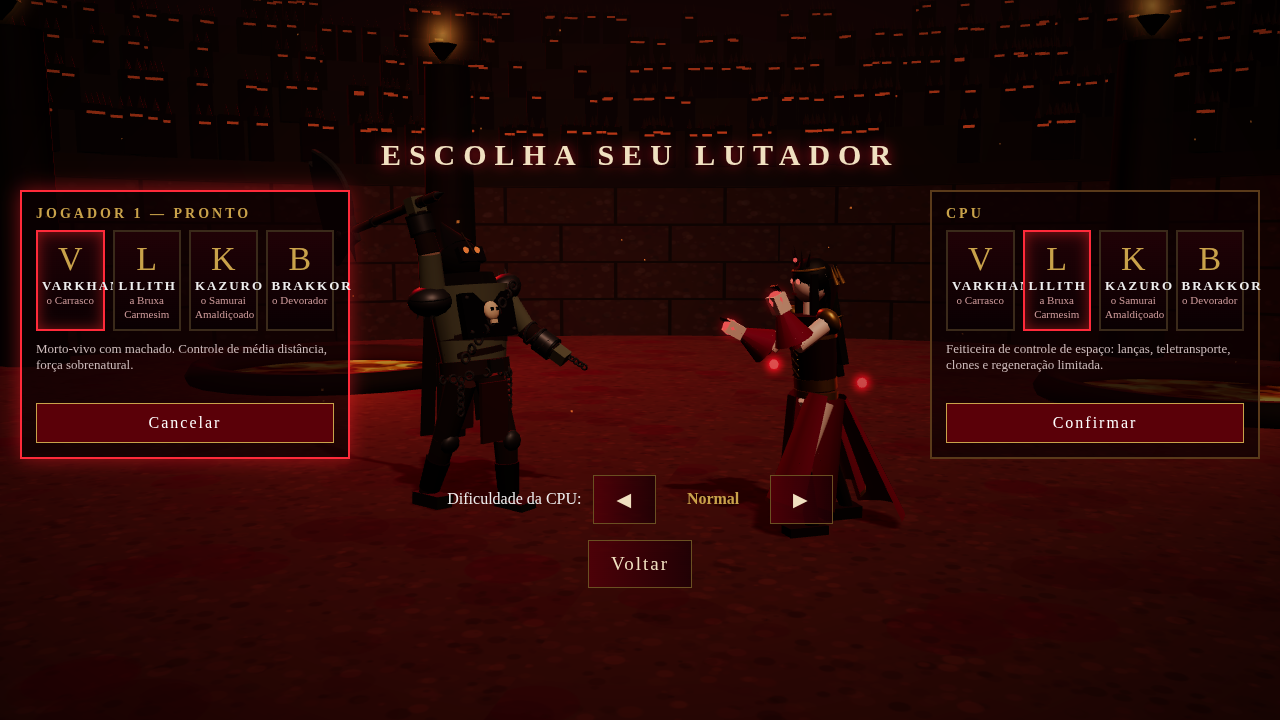 ESCOLHA SEU LUTADOR
JOGADOR 1 — PRONTO
V L K B
VARKHAN LILITH KAZURO BRAKKOR
o Carrasco a Bruxa Carmesim o Samurai Amaldiçoado o Devorador
Morto-vivo com machado. Controle de média distância,
força sobrenatural.
Cancelar
CPU
V L K B
VARKHAN LILITH KAZURO BRAKKOR
o Carrasco a Bruxa Carmesim o Samurai Amaldiçoado o Devorador
Feiticeira de controle de espaço: lanças, teletransporte,
clones e regeneração limitada.
Confirmar
Dificuldade da CPU: ◀ Normal ▶
Voltar